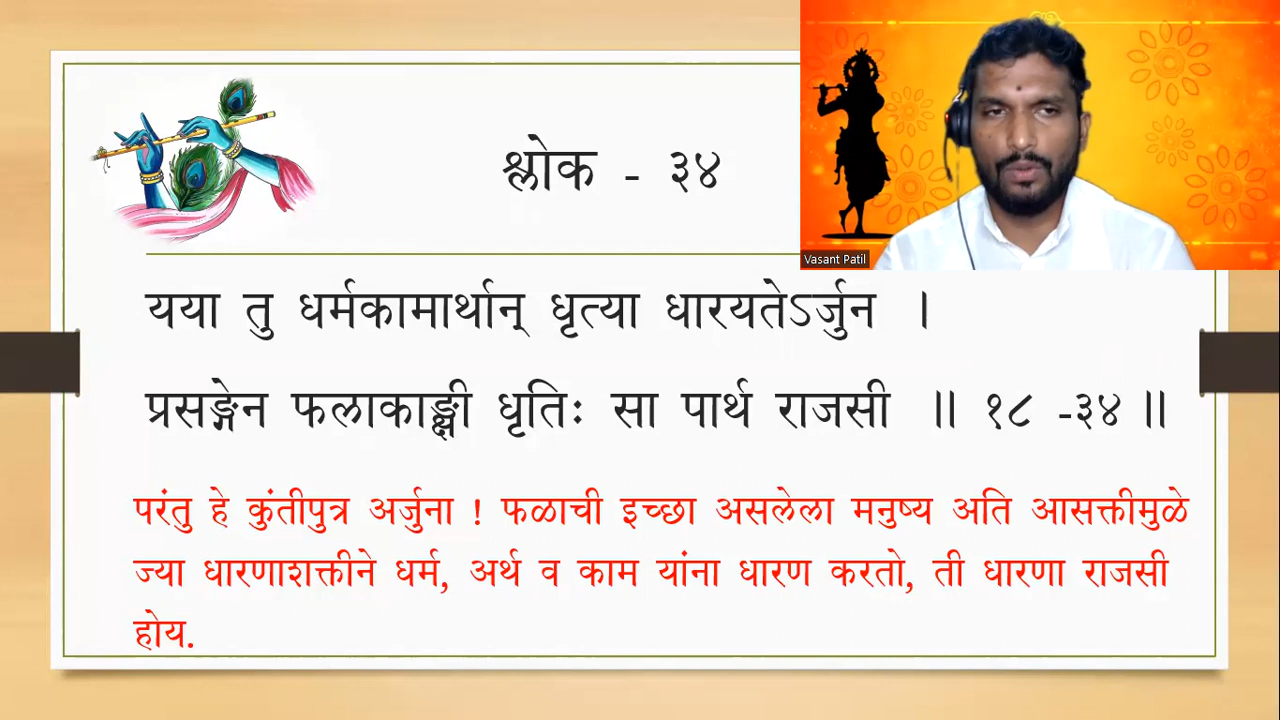 श्लोक - ३४
Vasant Patil
यया तु धर्मकामार्थान् धृत्या धारयतेऽर्जुन ।
प्रसङ्गेन फलाकाङ्क्षी धृतिः सा पार्थ राजसी ॥ १८ -३४ ॥
परंतु हे कुंतीपुत्र अर्जुना ! फळाची इच्छा असलेला मनुष्य अति आसक्तीमुळे
ज्या धारणाशक्तीने धर्म, अर्थ व काम यांना धारण करतो, ती धारणा राजसी
होय.